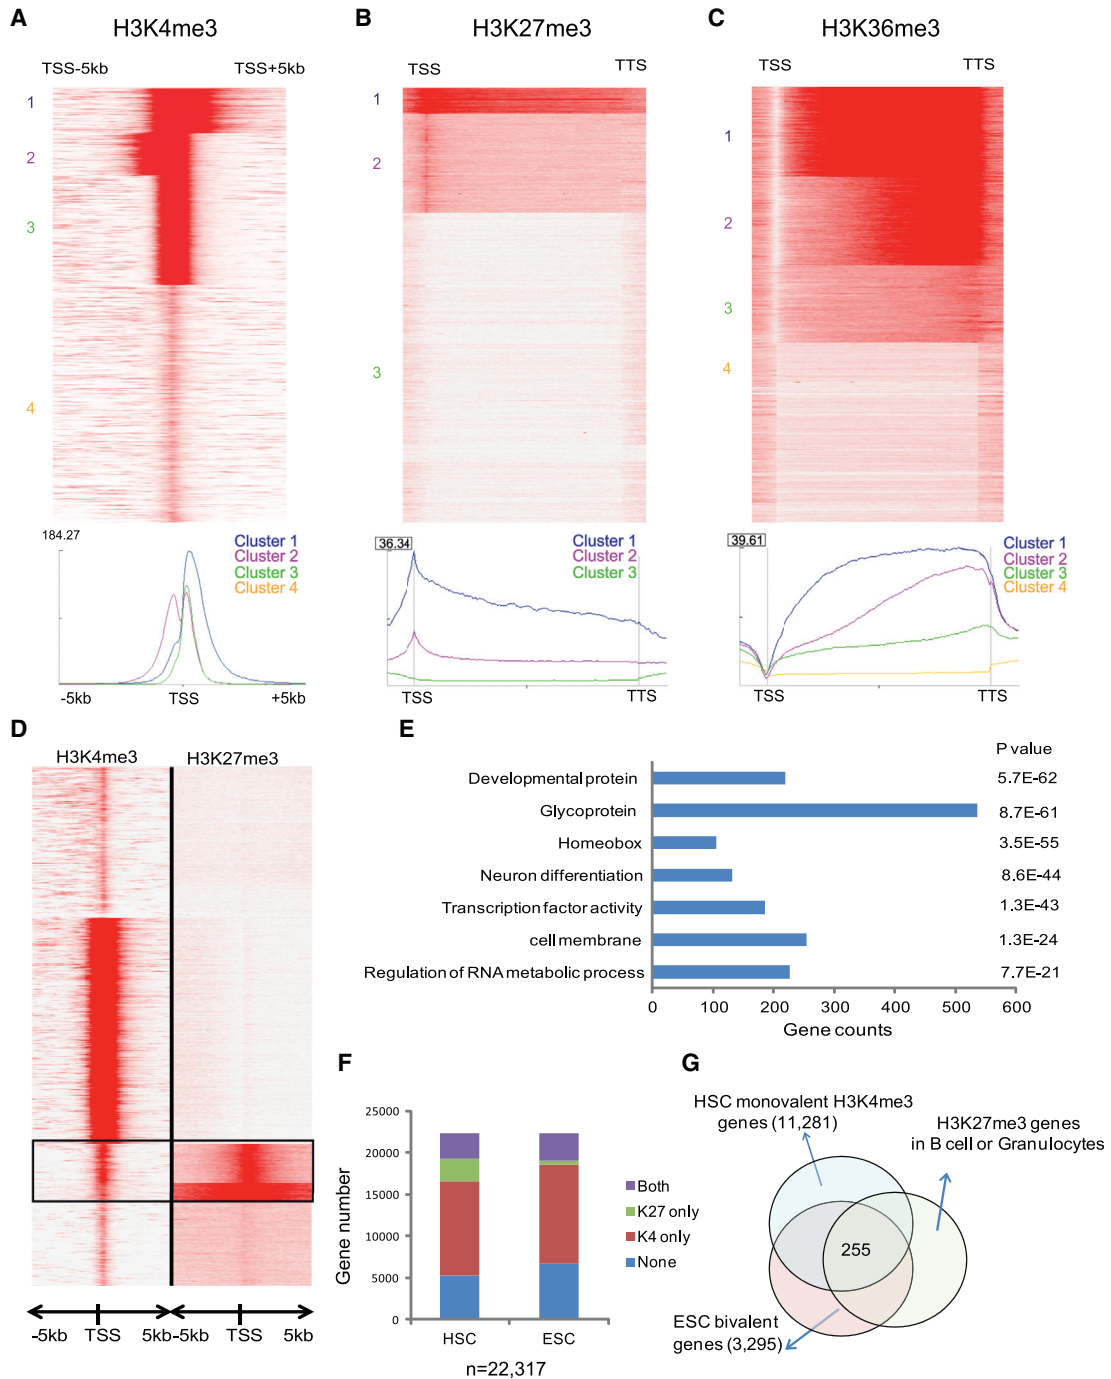 A
H3K4me3
TSS-5kb
TSS+5kb
1
2
3
4
184.27
Cluster 1
Cluster 2
Cluster 3
Cluster 4
-5kb
TSS
+5kb
B
H3K27me3
TSS
TTS
1
2
3
36.34
Cluster 1
Cluster 2
Cluster 3
TSS
TTS
C
H3K36me3
TSS
TTS
1
2
3
4
39.61
Cluster 1
Cluster 2
Cluster 3
Cluster 4
TSS
TTS
D
H3K4me3
H3K27me3
-5kb
TSS
5kb
-5kb
TSS
5kb
E
P value
Developmental protein
5.7E-62
Glycoprotein
8.7E-61
Homeobox
3.5E-55
Neuron differentiation
8.6E-44
Transcription factor activity
1.3E-43
cell membrane
1.3E-24
Regulation of RNA metabolic process
7.7E-21
0 100 200 300 400 500 600
Gene counts
F
Gene number
25000
20000
15000
10000
5000
0
HSC
ESC
n=22,317
Both
K27 only
K4 only
None
G
HSC monovalent H3K4me3
genes (11,281)
H3K27me3 genes
in B cell or Granulocytes
255
ESC bivalent
genes (3,295)